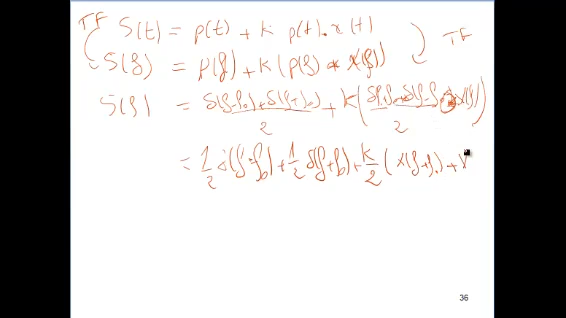 TF S(t) = p(t) + k p(t).x(t) TF
S(f) = P(f) + k(P(f) * X(f))
S(f) = δ(f-f0)+δ(f+f0) / 2 + k( δ(f-f0)+δ(f-f0) / 2 * X(f))
= 1/2 δ(f-f0) + 1/2 δ(f+f0) + k/2 ( X(f+f0) + X
36